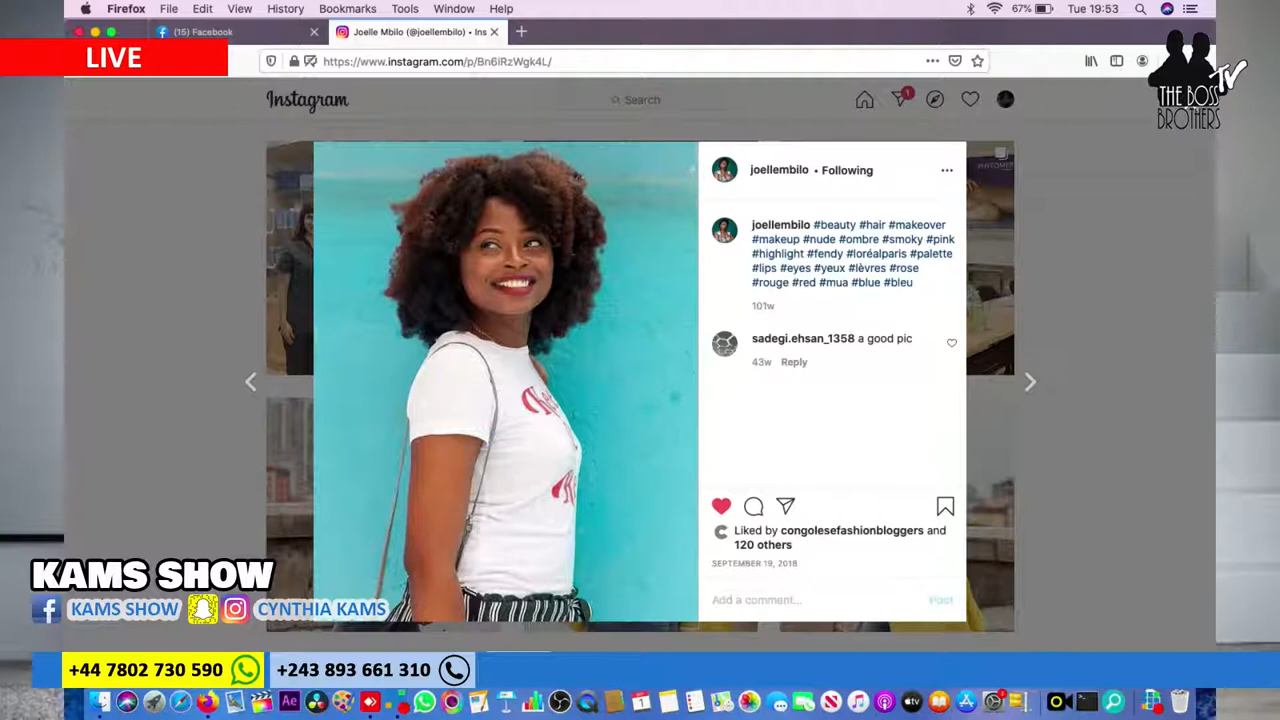 Firefox File Edit View History Bookmarks Tools Window Help
67% Tue 19:53
(15) Facebook
Joelle Mbilo (@joellembilo) • Ins
LIVE
https://www.instagram.com/p/Bn6iRzWgk4L/
TV
THE BOSS
BROTHERS
Instagram
Search
1
joellembilo • Following
joellembilo #beauty #hair #makeover
#makeup #nude #ombre #smoky #pink
#highlight #fendy #loréalparis #palette
#lips #eyes #yeux #lèvres #rose
#rouge #red #mua #blue #bleu
101w
sadegi.ehsan_1358 a good pic
43w Reply
Liked by congolesefashionbloggers and
120 others
SEPTEMBER 19, 2018
Add a comment...
Post
KAMS SHOW
KAMS SHOW CYNTHIA KAMS
+44 7802 730 590 +243 893 661 310